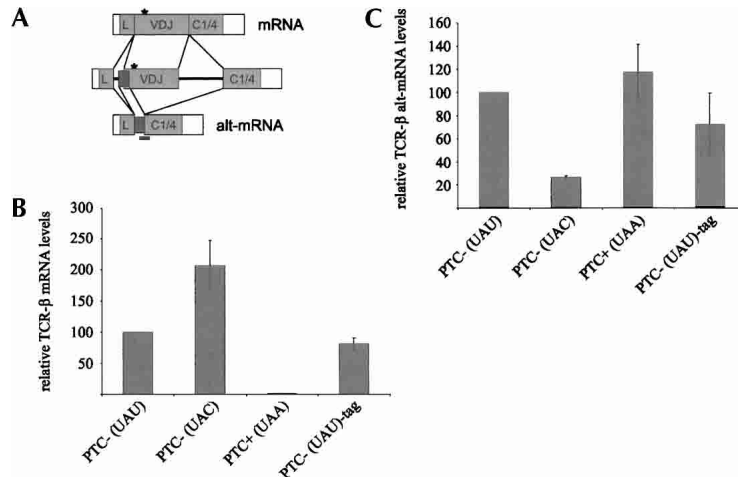 A
L VDJ C1/4 mRNA
L VDJ C1/4
L C1/4 alt-mRNA
B
relative TCR-β mRNA levels
300
250
200
150
100
50
PTC- (UAU)
PTC- (UAC)
PTC+ (UAA)
PTC- (UAU)-tag
C
relative TCR-β alt-mRNA levels
160
140
120
100
80
60
40
20
PTC- (UAU)
PTC- (UAC)
PTC+ (UAA)
PTC- (UAU)-tag